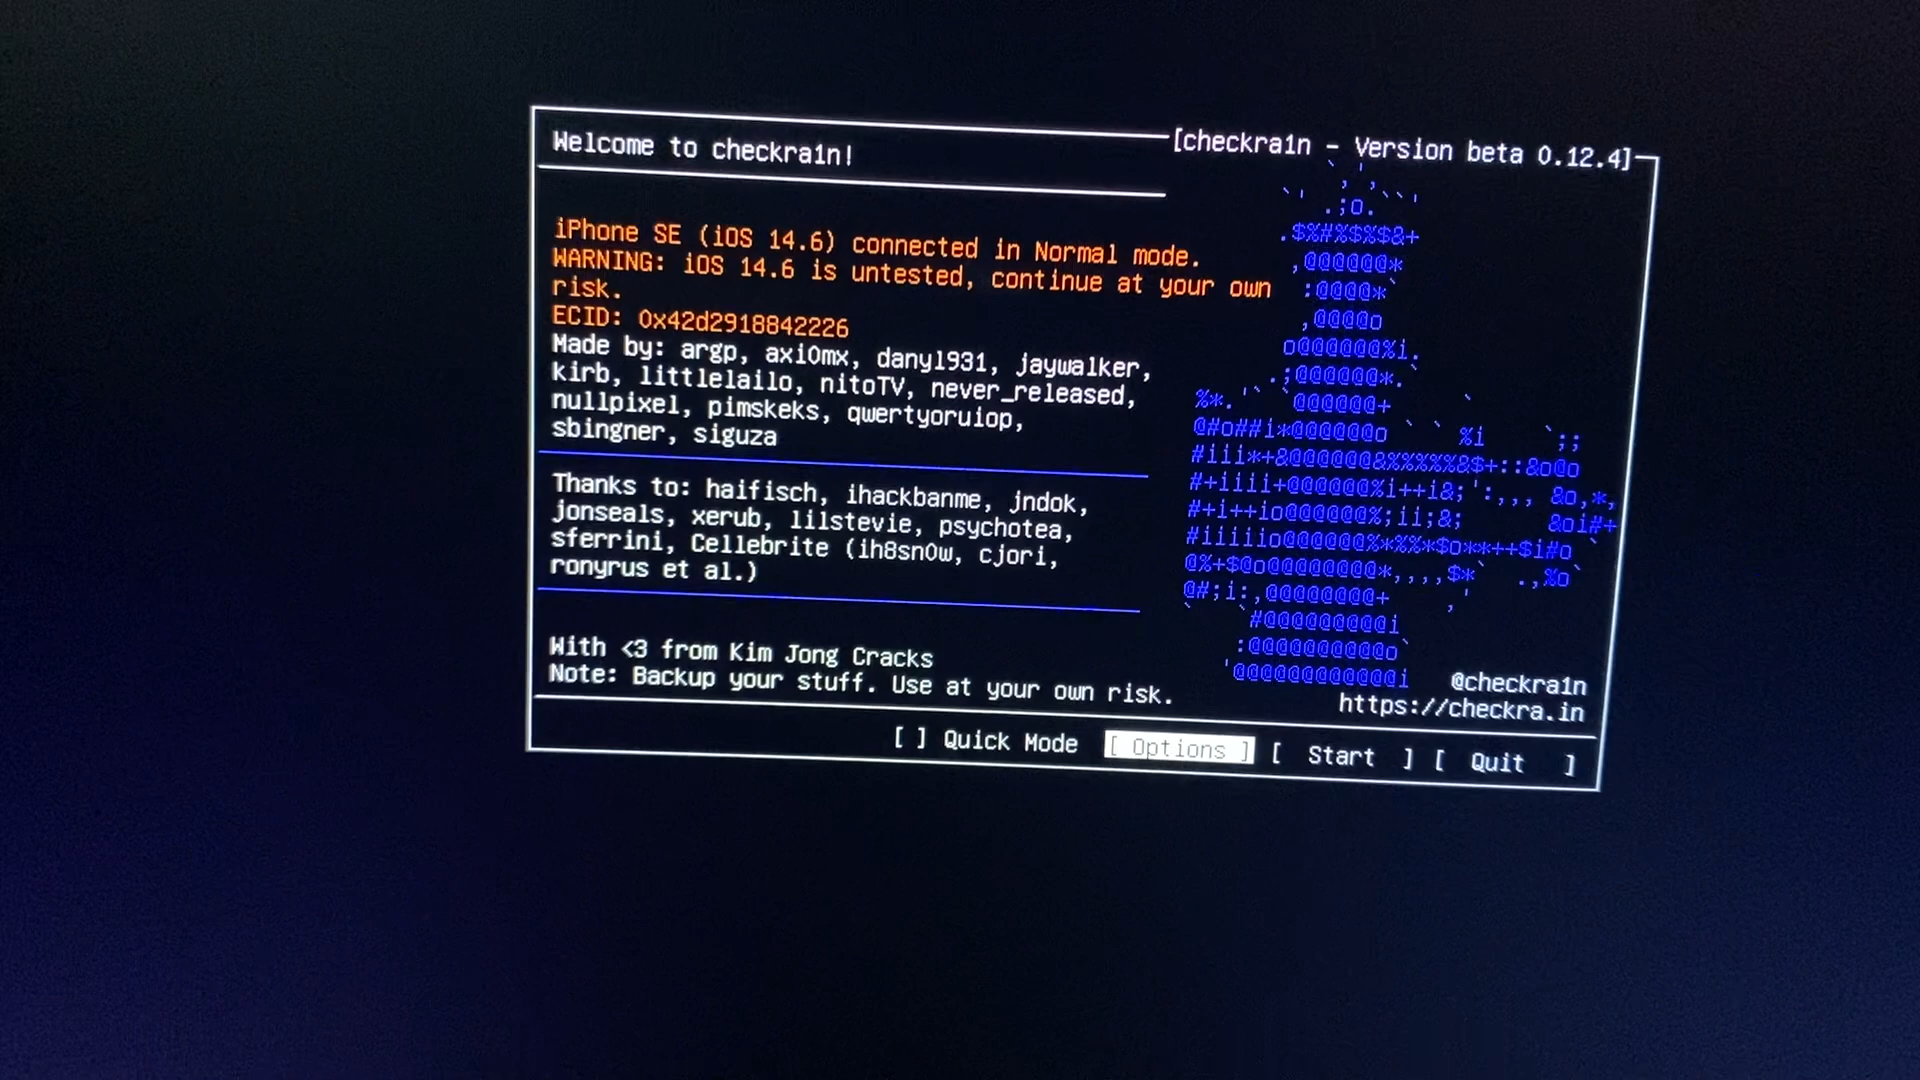 [checkra1n - Version beta 0.12.4]
Welcome to checkra1n!
iPhone SE (iOS 14.6) connected in Normal mode.
WARNING: iOS 14.6 is untested, continue at your own
risk.
ECID: 0x42d2918842226
Made by: argp, axi0mx, danyl931, jaywalker,
kirb, littlelailo, nitoTV, never_released,
nullpixel, pimskeks, qwertyoruiop,
sbingner, siguza
Thanks to: haifisch, ihackbanme, jndok,
jonseals, xerub, lilstevie, psychotea,
sferrini, Cellebrite (ih8sn0w, cjori,
ronyrus et al.)
With <3 from Kim Jong Cracks
Note: Backup your stuff. Use at your own risk.
@checkra1n
https://checkra.in
[ ] Quick Mode [ Options ] [ Start ] [ Quit ]